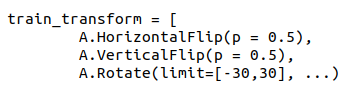 train_transform = [
A.HorizontalFlip(p = 0.5),
A.VerticalFlip(p = 0.5),
A.Rotate(limit=[-30,30], ...)